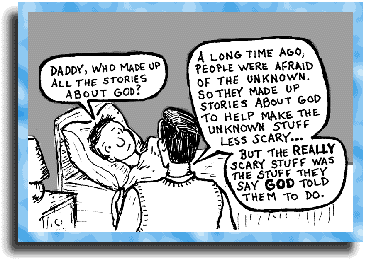 DADDY, WHO MADE UP
ALL THE STORIES
ABOUT GOD?
A LONG TIME AGO,
PEOPLE WERE AFRAID
OF THE UNKNOWN.
SO THEY MADE UP
STORIES ABOUT GOD
TO HELP MAKE THE
UNKNOWN STUFF
LESS SCARY...
BUT THE REALLY
SCARY STUFF WAS
THE STUFF THEY
SAY GOD TOLD
THEM TO DO.